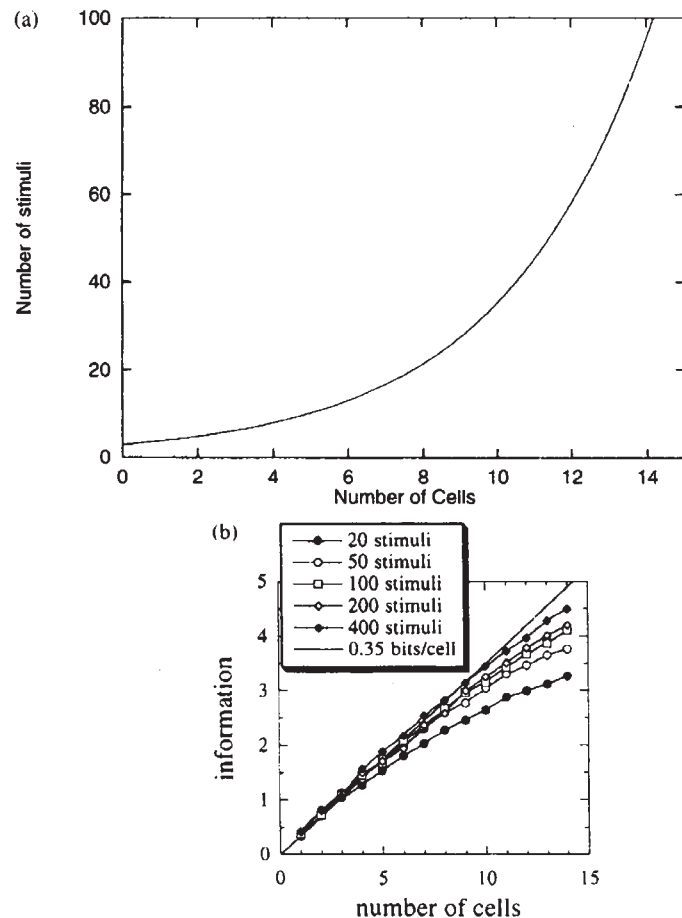 (a)
100
80
60
40
20
0
Number of stimuli
0 2 4 6 8 10 12 14
Number of Cells
(b)
20 stimuli
50 stimuli
100 stimuli
200 stimuli
400 stimuli
0.35 bits/cell
5
4
3
2
1
0
information
0 5 10 15
number of cells